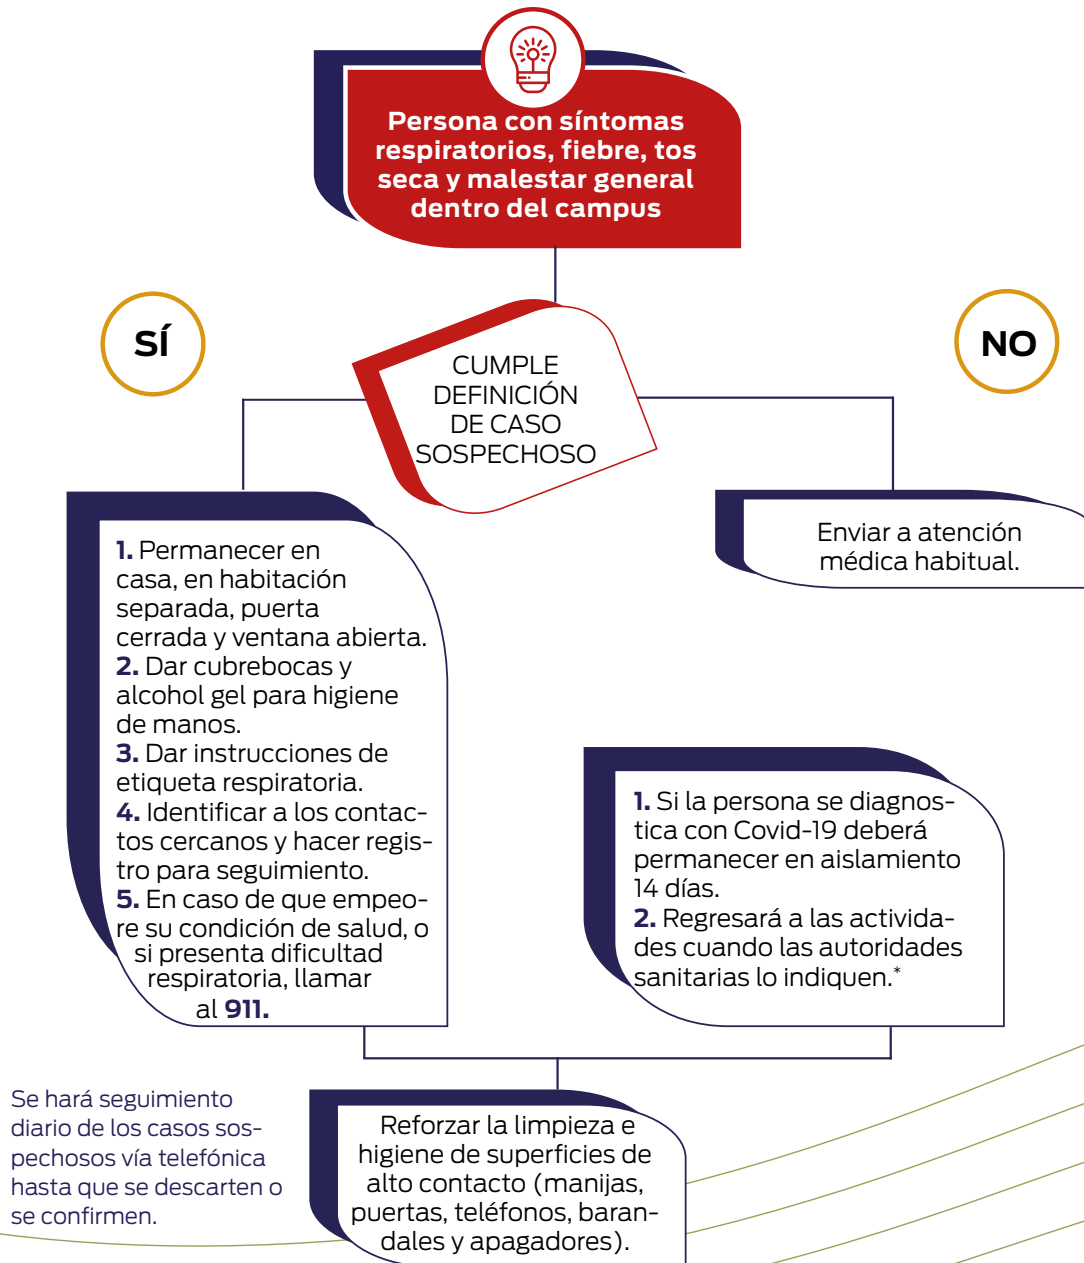 Persona con síntomas
respiratorios, fiebre, tos
seca y malestar general
dentro del campus
SÍ
NO
CUMPLE
DEFINICIÓN
DE CASO
SOSPECHOSO
1. Permanecer en
casa, en habitación
separada, puerta
cerrada y ventana abierta.
2. Dar cubrebocas y
alcohol gel para higiene
de manos.
3. Dar instrucciones de
etiqueta respiratoria.
4. Identificar a los contac-
tos cercanos y hacer regis-
tro para seguimiento.
5. En caso de que empeo-
re su condición de salud, o
si presenta dificultad
respiratoria, llamar
al 911.
Enviar a atención
médica habitual.
1. Si la persona se diagnos-
tica con Covid-19 deberá
permanecer en aislamiento
14 días.
2. Regresará a las activida-
des cuando las autoridades
sanitarias lo indiquen.*
Se hará seguimiento
diario de los casos sos-
pechosos vía telefónica
hasta que se descarten o
se confirmen.
Reforzar la limpieza e
higiene de superficies de
alto contacto (manijas,
puertas, teléfonos, baran-
dales y apagadores).